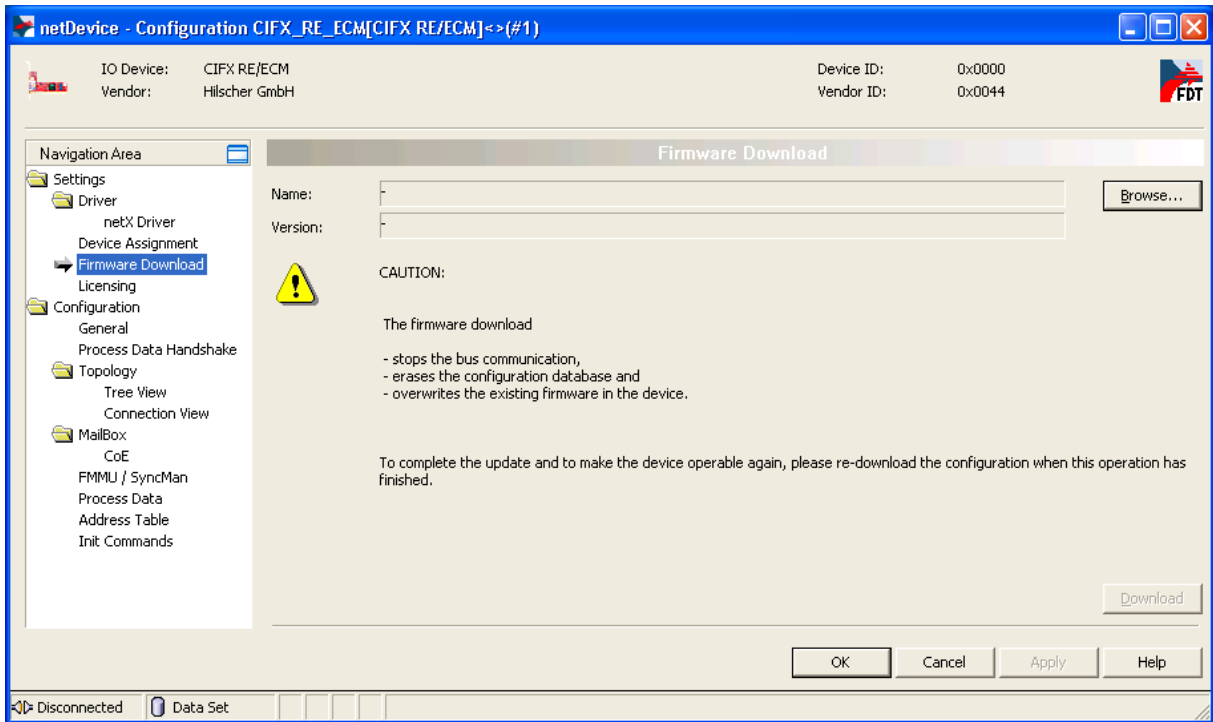 netDevice - Configuration CIFX_RE_ECM[CIFX RE/ECM]<>(#1)
IO Device: CIFX RE/ECM Device ID: 0x0000
Vendor: Hilscher GmbH Vendor ID: 0x0044
FDT
Navigation Area
Settings
Driver
netX Driver
Device Assignment
Firmware Download
Licensing
Configuration
General
Process Data Handshake
Topology
Tree View
Connection View
MailBox
CoE
FMMU / SyncMan
Process Data
Address Table
Init Commands
Firmware Download
Name: - Browse...
Version: -
CAUTION:
The firmware download
- stops the bus communication,
- erases the configuration database and
- overwrites the existing firmware in the device.
To complete the update and to make the device operable again, please re-download the configuration when this operation has
finished.
Download
OK Cancel Apply Help
Disconnected Data Set